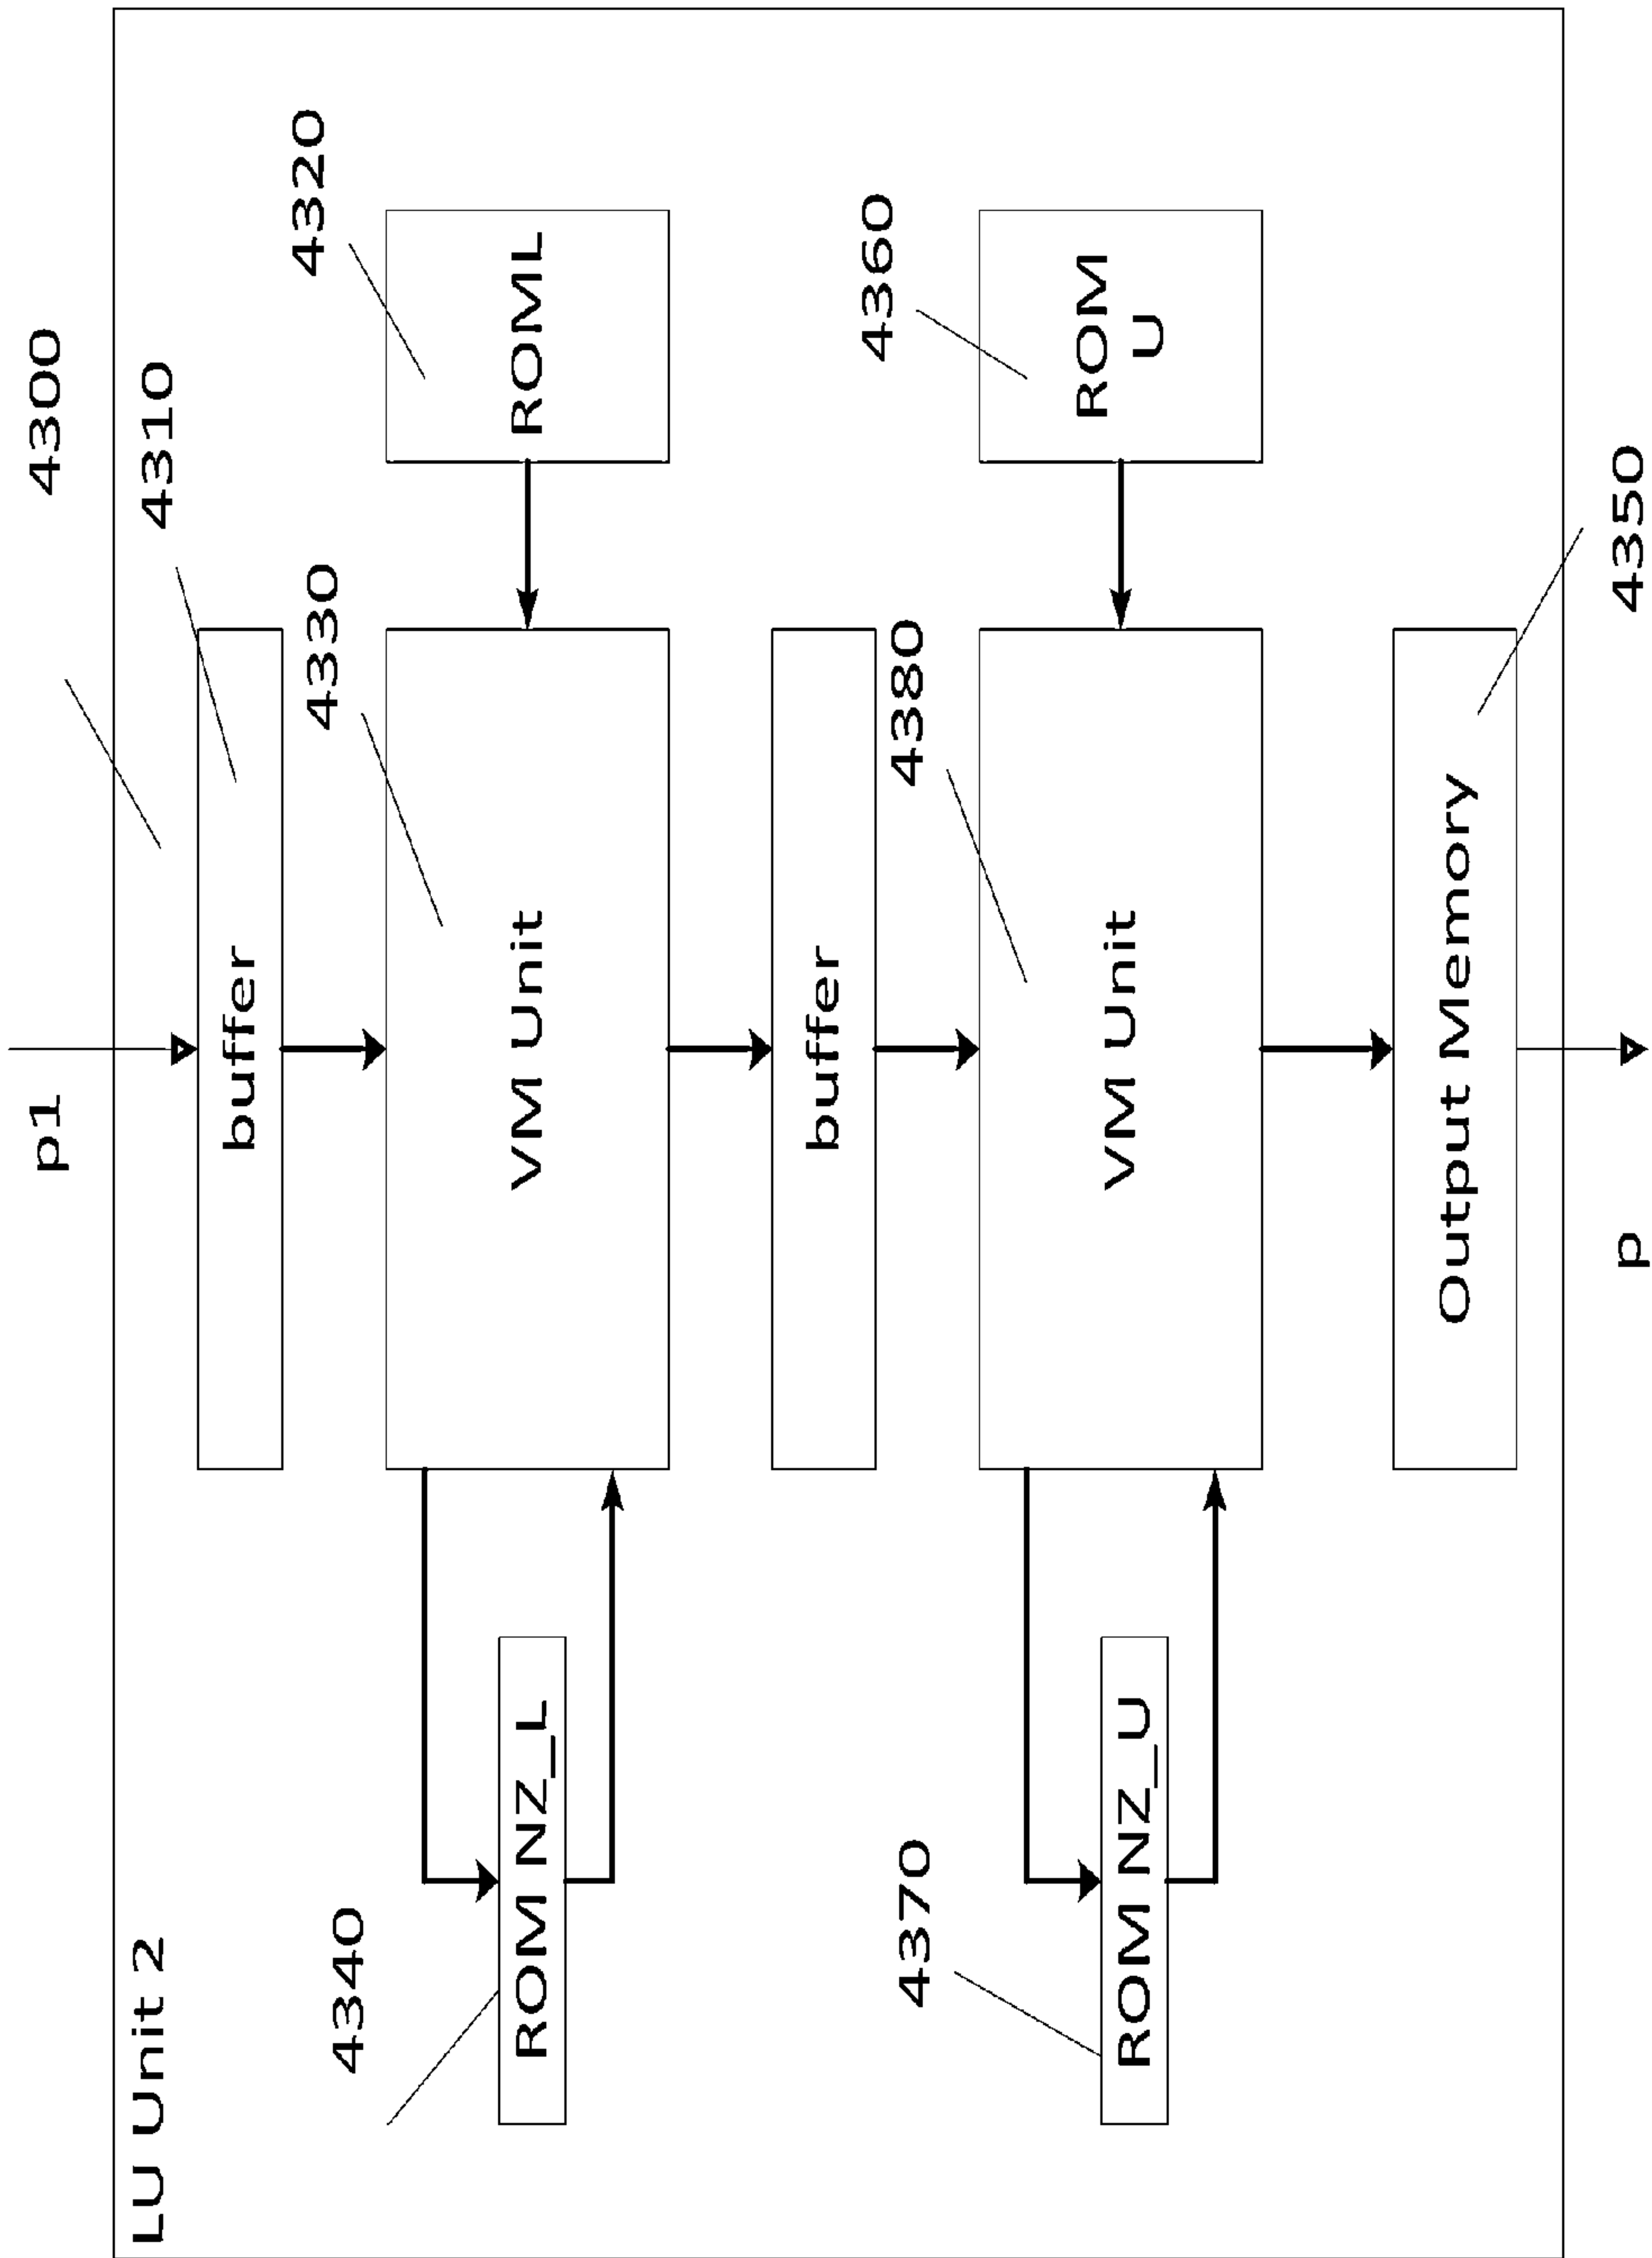 LU Unit 2
4300
p1
4310
buffer
4330
4320
4340
ROM NZ_L
VM Unit
ROML
buffer
4380
4360
4370
ROM NZ_U
VM Unit
ROM
U
Output Memory
4350
p